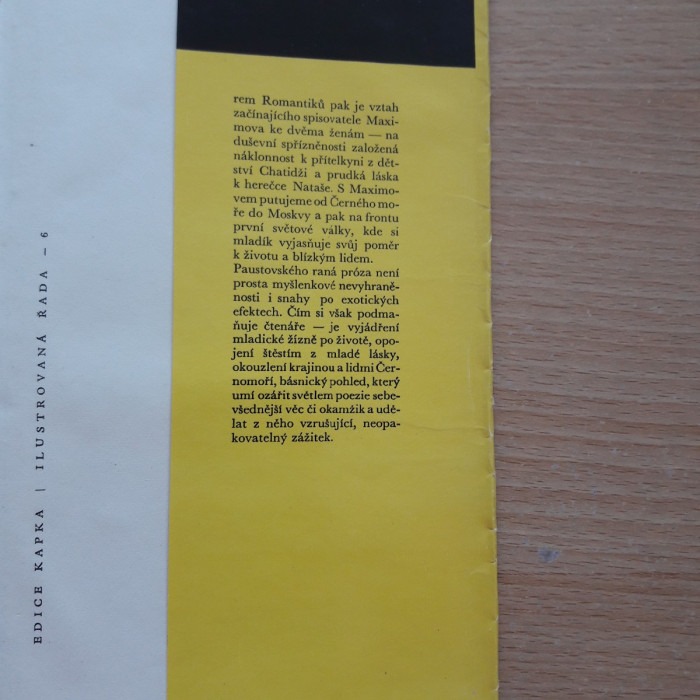 EDICE KAPKA | ILUSTROVANÁ ŘADA – 6
rem Romantiků pak je vztah
začínajícího spisovatele Maxi-
mova ke dvěma ženám — na
duševní spřízněnosti založená
náklonnost k přítelkyni z dět-
ství Chatidži a prudká láska
k herečce Nataše. S Maximo-
vem putujeme od Černého mo-
ře do Moskvy a pak na frontu
první světové války, kde si
mladík vyjasňuje svůj poměr
k životu a blízkým lidem.
Paustovského raná próza není
prosta myšlenkové nevyhraně-
nosti i snahy po exotických
efektech. Čím si však podma-
ňuje čtenáře — je vyjádření
mladické žízně po životě, opo-
jení štěstím z mladé lásky,
okouzlení krajinou a lidmi Čer-
nomoří, básnický pohled, který
umí ozářit světlem poezie sebe-
všednější věc či okamžik a udě-
lat z něho vzrušující, neopa-
kovatelný zážitek.